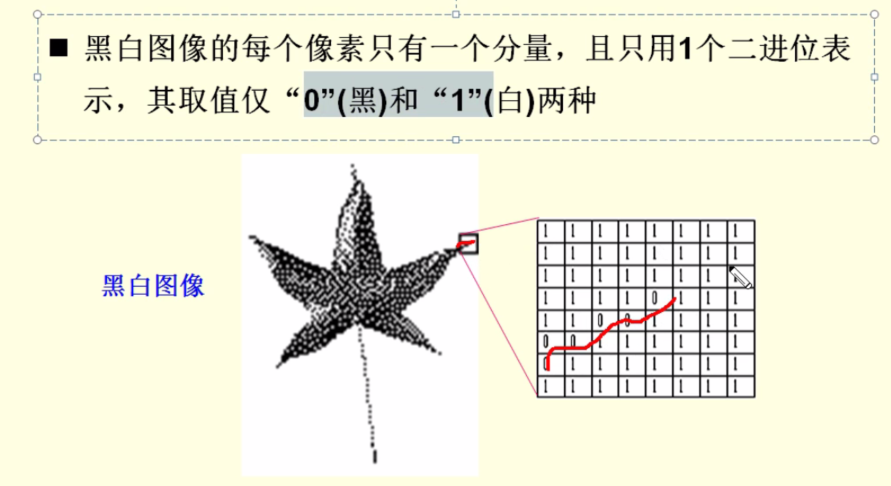 ■ 黑白图像的每个像素只有一个分量，且只用1个二进位表
示，其取值仅“0”(黑)和“1”(白)两种
黑白图像
1 1 1 1 1 1 1 1
1 1 1 1 1 1 1 1
1 1 1 1 1 1 1 1
1 1 1 1 0 1 1 1
1 1 0 0 1 1 1 1
0 0 1 1 1 1 1 1
0 1 1 1 1 1 1 1
1 1 1 1 1 1 1 1